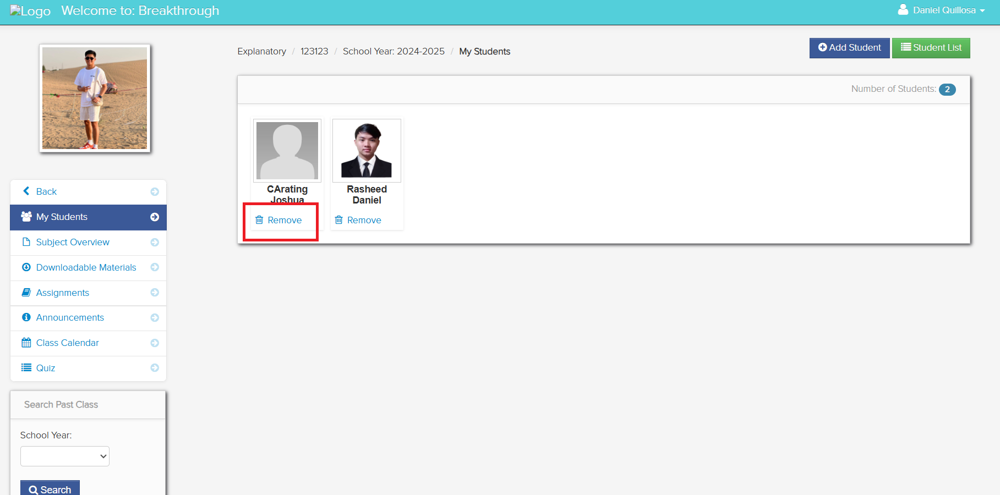 Logo Welcome to: Breakthrough
Daniel Quillosa
Explanatory / 123123 / School Year: 2024-2025 / My Students
Add Student
Student List
Number of Students: 2
CArating
Joshua
Remove
Rasheed
Daniel
Remove
Back
My Students
Subject Overview
Downloadable Materials
Assignments
Announcements
Class Calendar
Quiz
Search Past Class
School Year:
Search